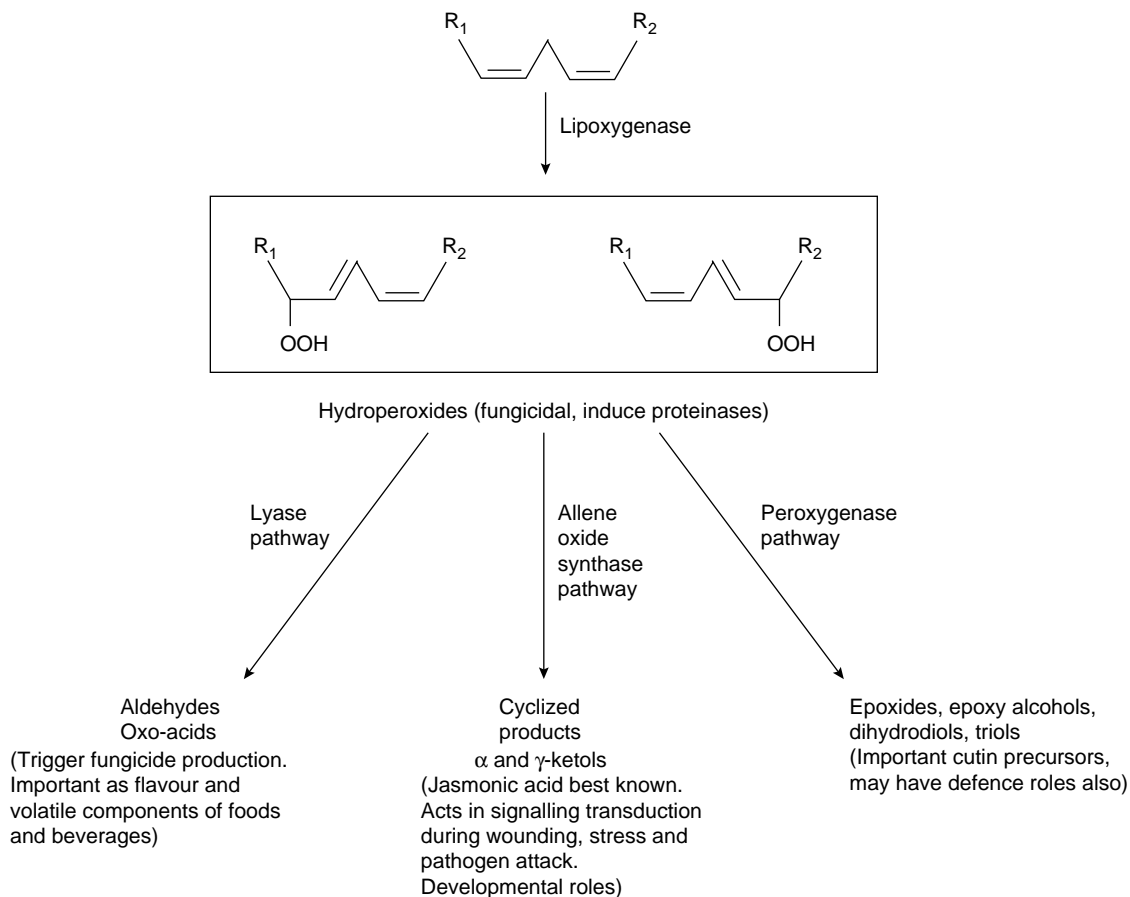 R1
R2
Lipoxygenase
R1
R2
R1
R2
OOH
OOH
Hydroperoxides (fungicidal, induce proteinases)
Lyase
pathway
Allene
oxide
synthase
pathway
Peroxygenase
pathway
Aldehydes
Oxo-acids
(Trigger fungicide production.
Important as flavour and
volatile components of foods
and beverages)
Cyclized
products
α and γ-ketols
(Jasmonic acid best known.
Acts in signalling transduction
during wounding, stress and
pathogen attack.
Developmental roles)
Epoxides, epoxy alcohols,
dihydrodiols, triols
(Important cutin precursors,
may have defence roles also)